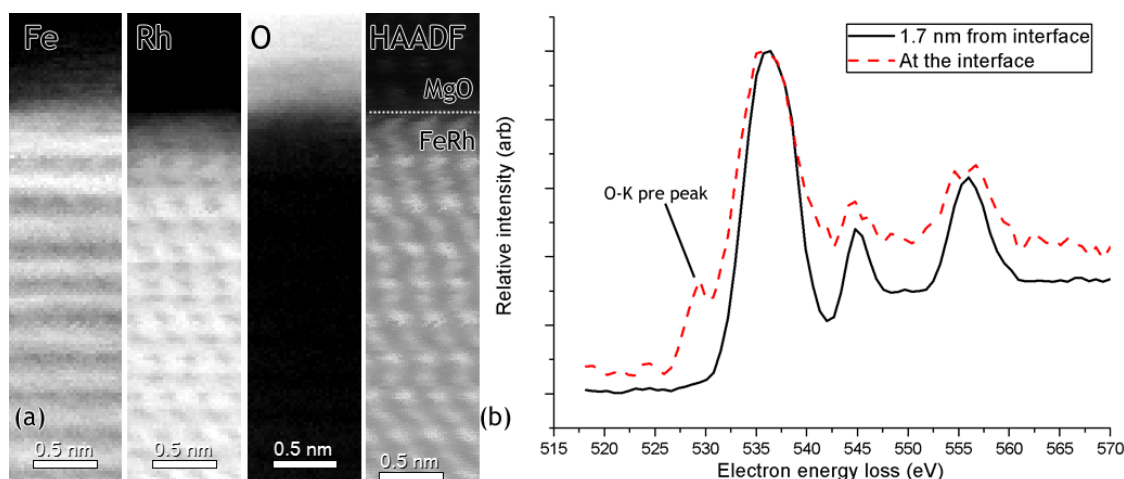 Fe
Rh
O
HAADF
MgO
FeRh
(a)
0.5 nm
0.5 nm
0.5 nm
0.5 nm
(b)
Relative intensity (arb)
1.7 nm from interface
At the interface
O-K pre peak
515 520 525 530 535 540 545 550 555 560 565 570
Electron energy loss (eV)